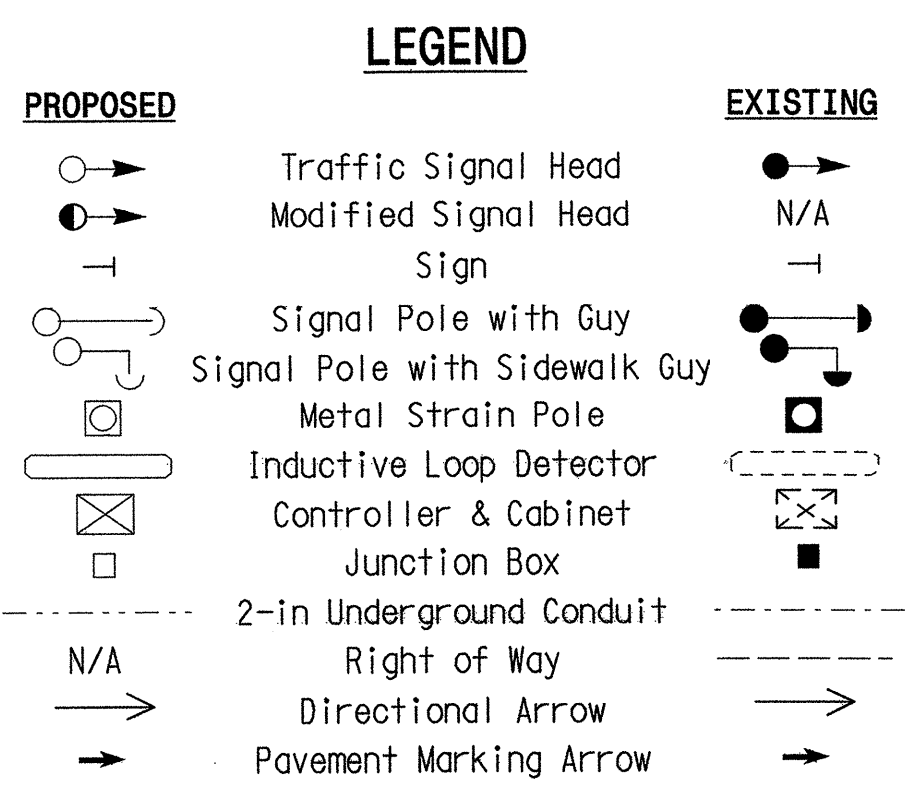 LEGEND
PROPOSED EXISTING
Traffic Signal Head
Modified Signal Head N/A
Sign
Signal Pole with Guy
Signal Pole with Sidewalk Guy
Metal Strain Pole
Inductive Loop Detector
Controller & Cabinet
Junction Box
2-in Underground Conduit
N/A Right of Way
Directional Arrow
Pavement Marking Arrow